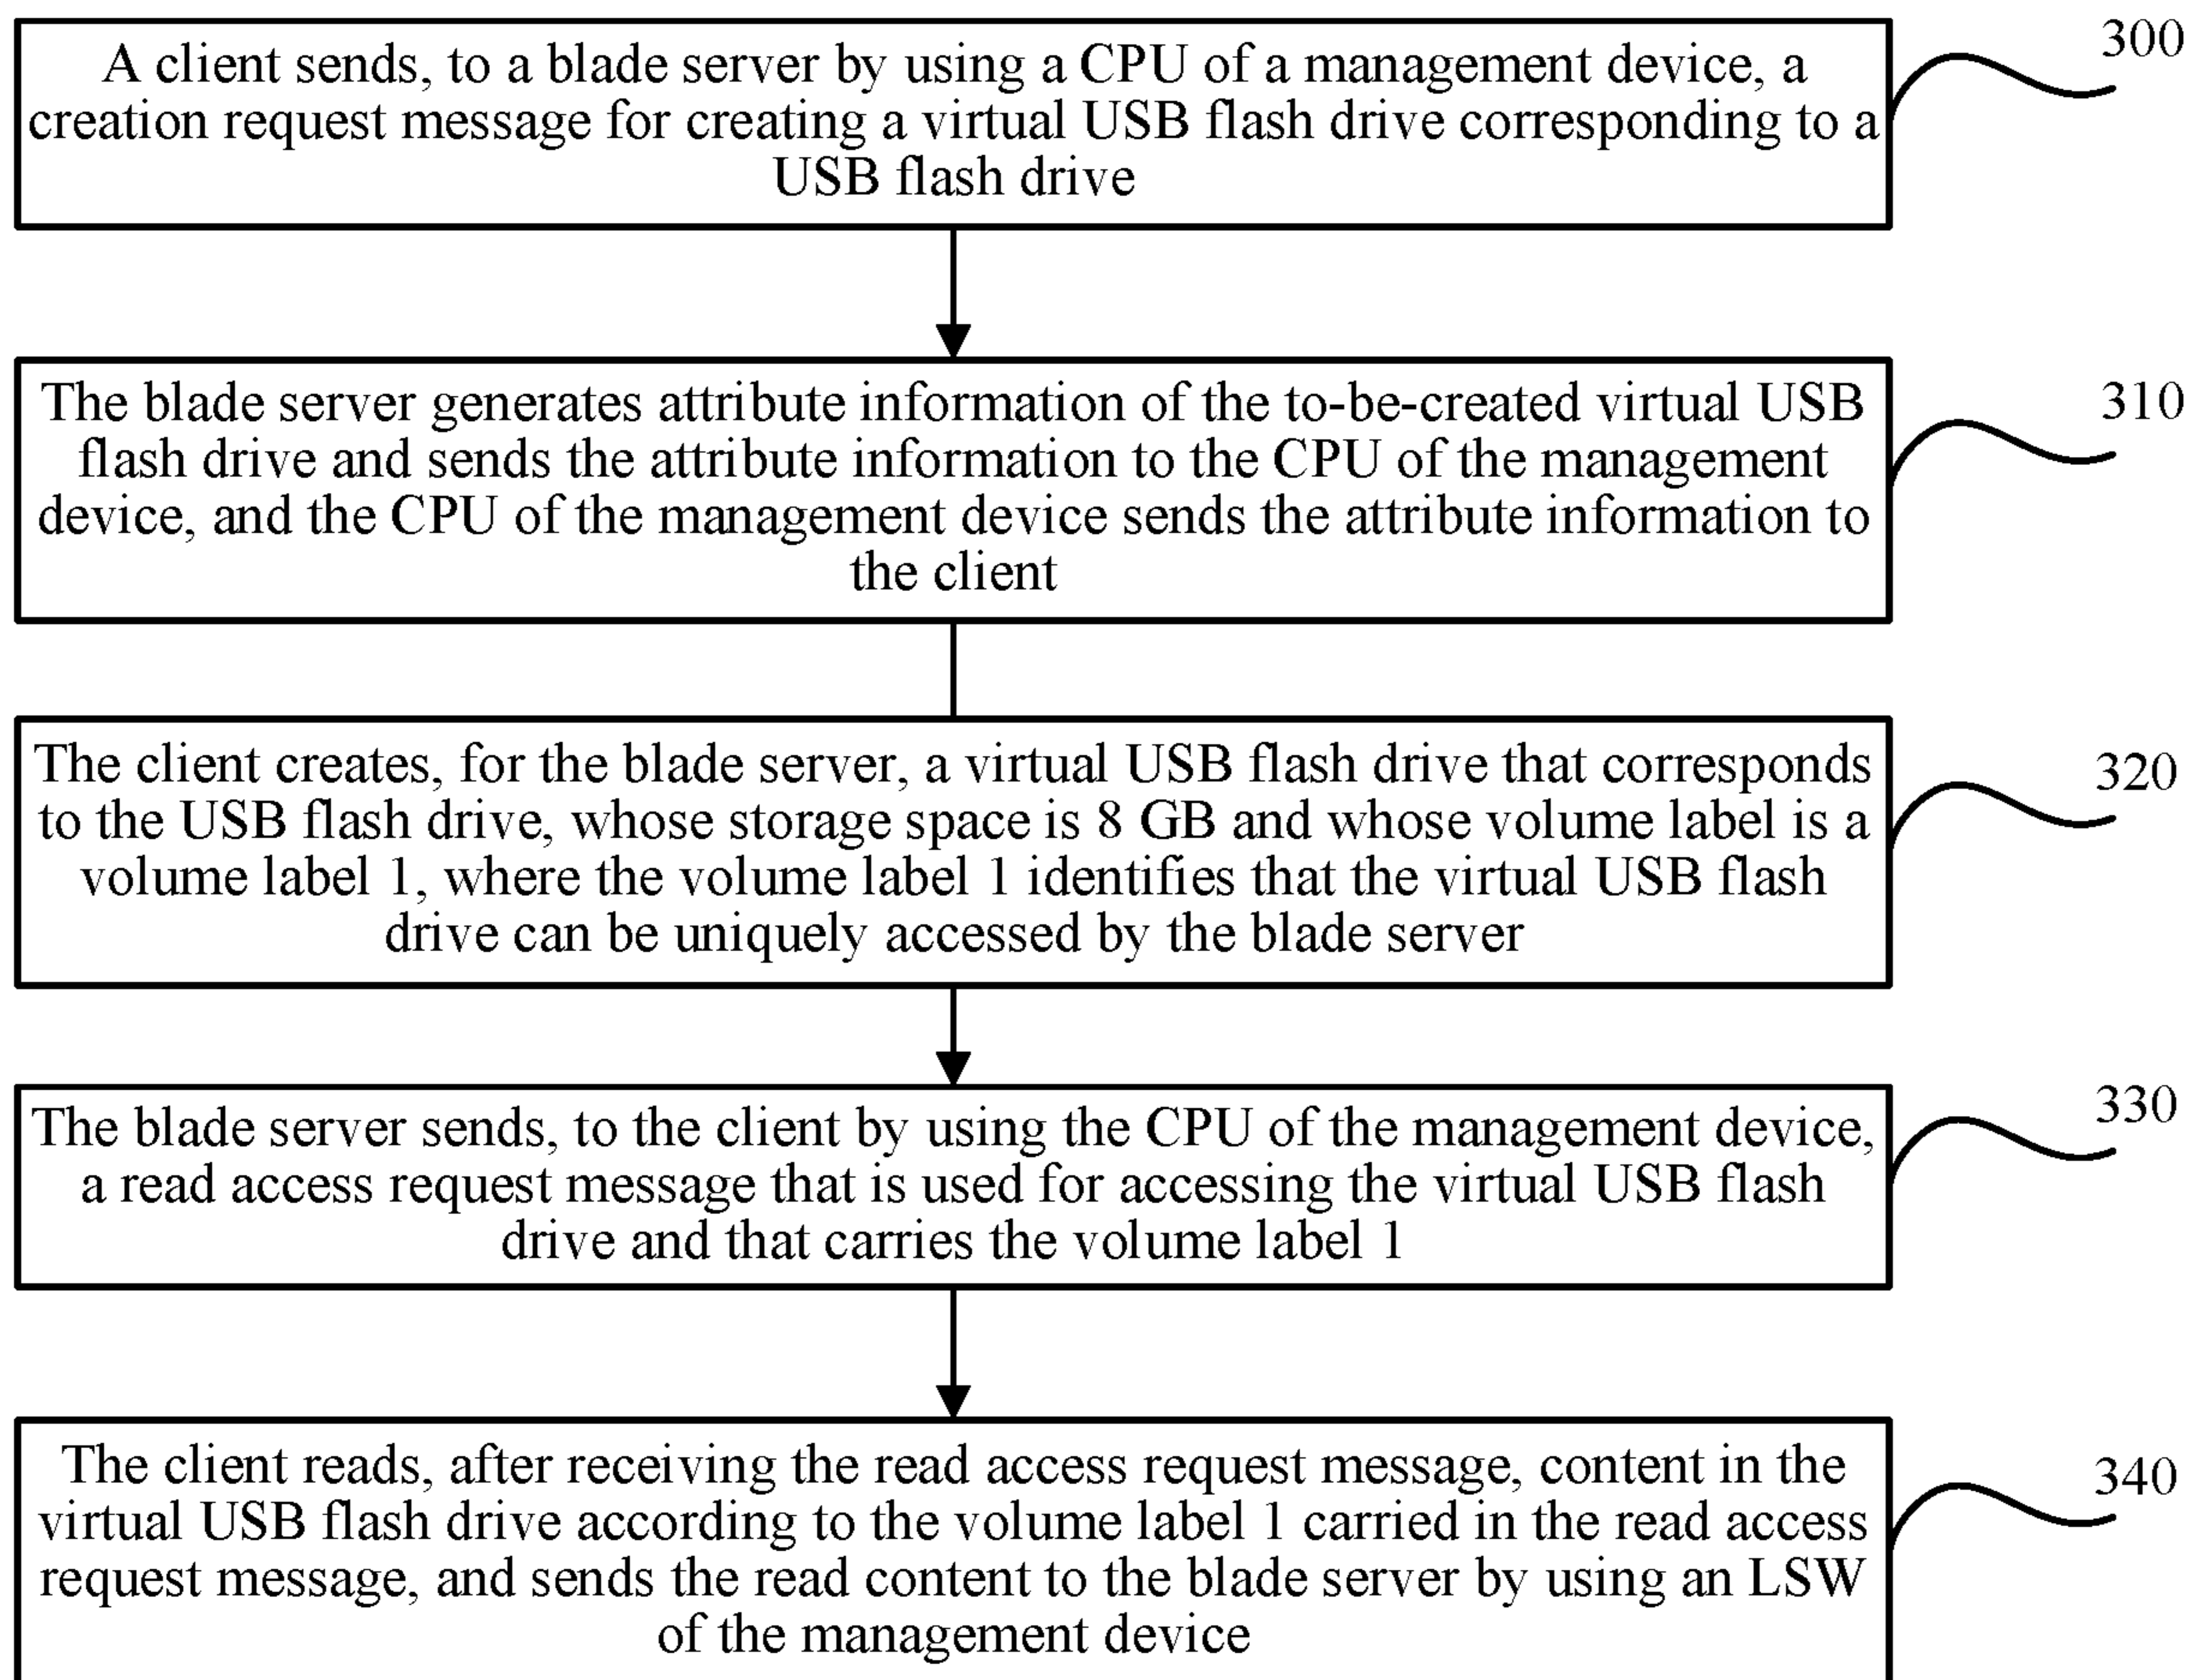 A client sends, to a blade server by using a CPU of a management device, a
creation request message for creating a virtual USB flash drive corresponding to a
USB flash drive
300
The blade server generates attribute information of the to-be-created virtual USB
flash drive and sends the attribute information to the CPU of the management
device, and the CPU of the management device sends the attribute information to
the client
310
The client creates, for the blade server, a virtual USB flash drive that corresponds
to the USB flash drive, whose storage space is 8 GB and whose volume label is a
volume label 1, where the volume label 1 identifies that the virtual USB flash
drive can be uniquely accessed by the blade server
320
The blade server sends, to the client by using the CPU of the management device,
a read access request message that is used for accessing the virtual USB flash
drive and that carries the volume label 1
330
The client reads, after receiving the read access request message, content in the
virtual USB flash drive according to the volume label 1 carried in the read access
request message, and sends the read content to the blade server by using an LSW
of the management device
340